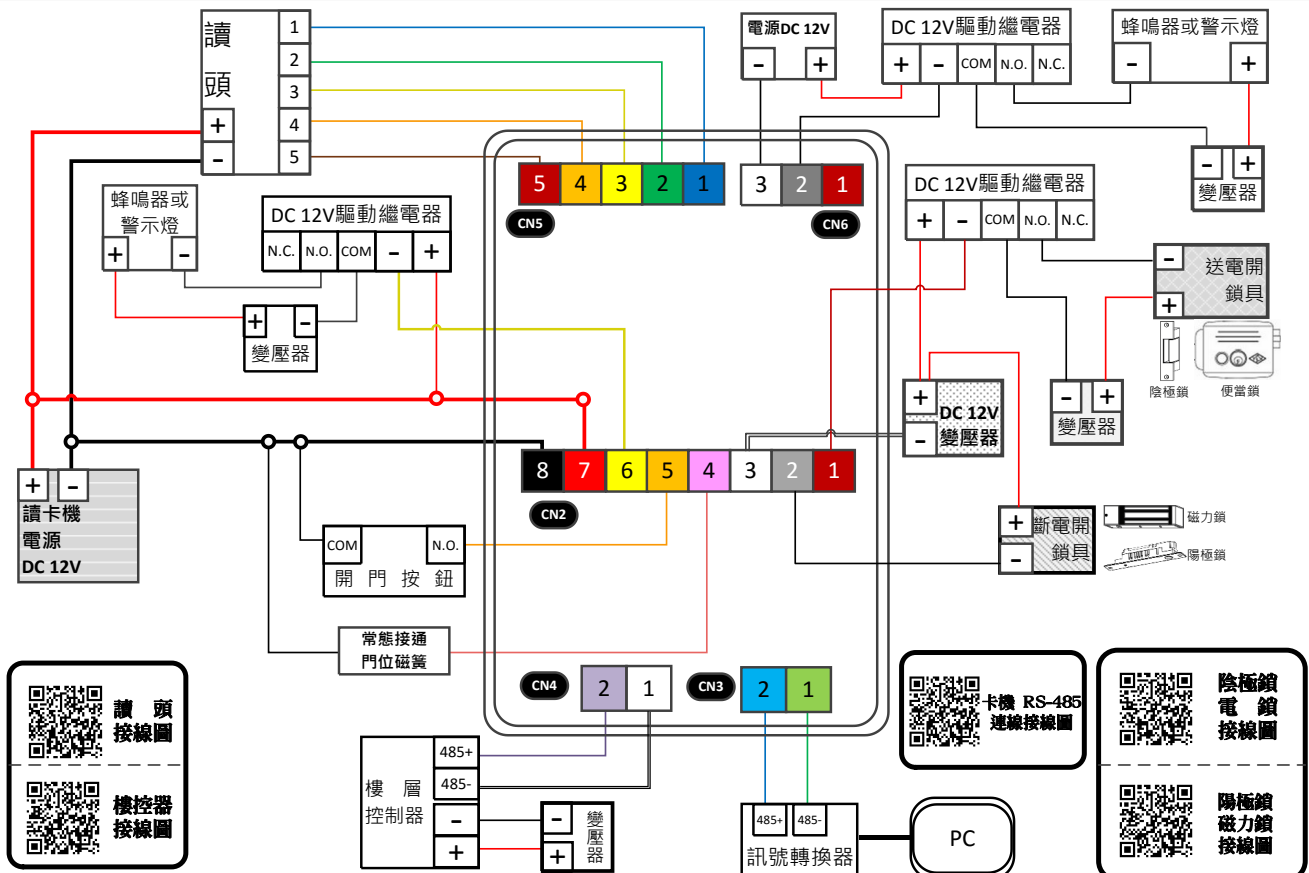 讀
頭
1
2
3
4
5
+
-
電源DC 12V
- +
DC 12V驅動繼電器
+ - COM N.O. N.C.
蜂鳴器或警示燈
- +
- +
變壓器
5 4 3 2 1
CN5
3 2 1
CN6
蜂鳴器或
警示燈
+ -
DC 12V驅動繼電器
N.C. N.O. COM - +
+ -
變壓器
DC 12V驅動繼電器
+ - COM N.O. N.C.
-
送電開
鎖具
+
陰極鎖
便當鎖
- +
變壓器
+
DC 12V
變壓器
-
8 7 6 5 4 3 2 1
CN2
+ -
讀卡機
電源
DC 12V
COM N.O.
開門按鈕
+
斷電開
鎖具
-
磁力鎖
陽極鎖
常態接通
門位磁簧
CN4
2 1
CN3
2 1
讀 頭
接線圖
樓控器
接線圖
樓 層
控制器
485+
485-
-
+
-
+
變壓器
485+ 485-
訊號轉換器
PC
卡機 RS-485
連線接線圖
陰極鎖
電 鎖
接線圖
陽極鎖
磁力鎖
接線圖